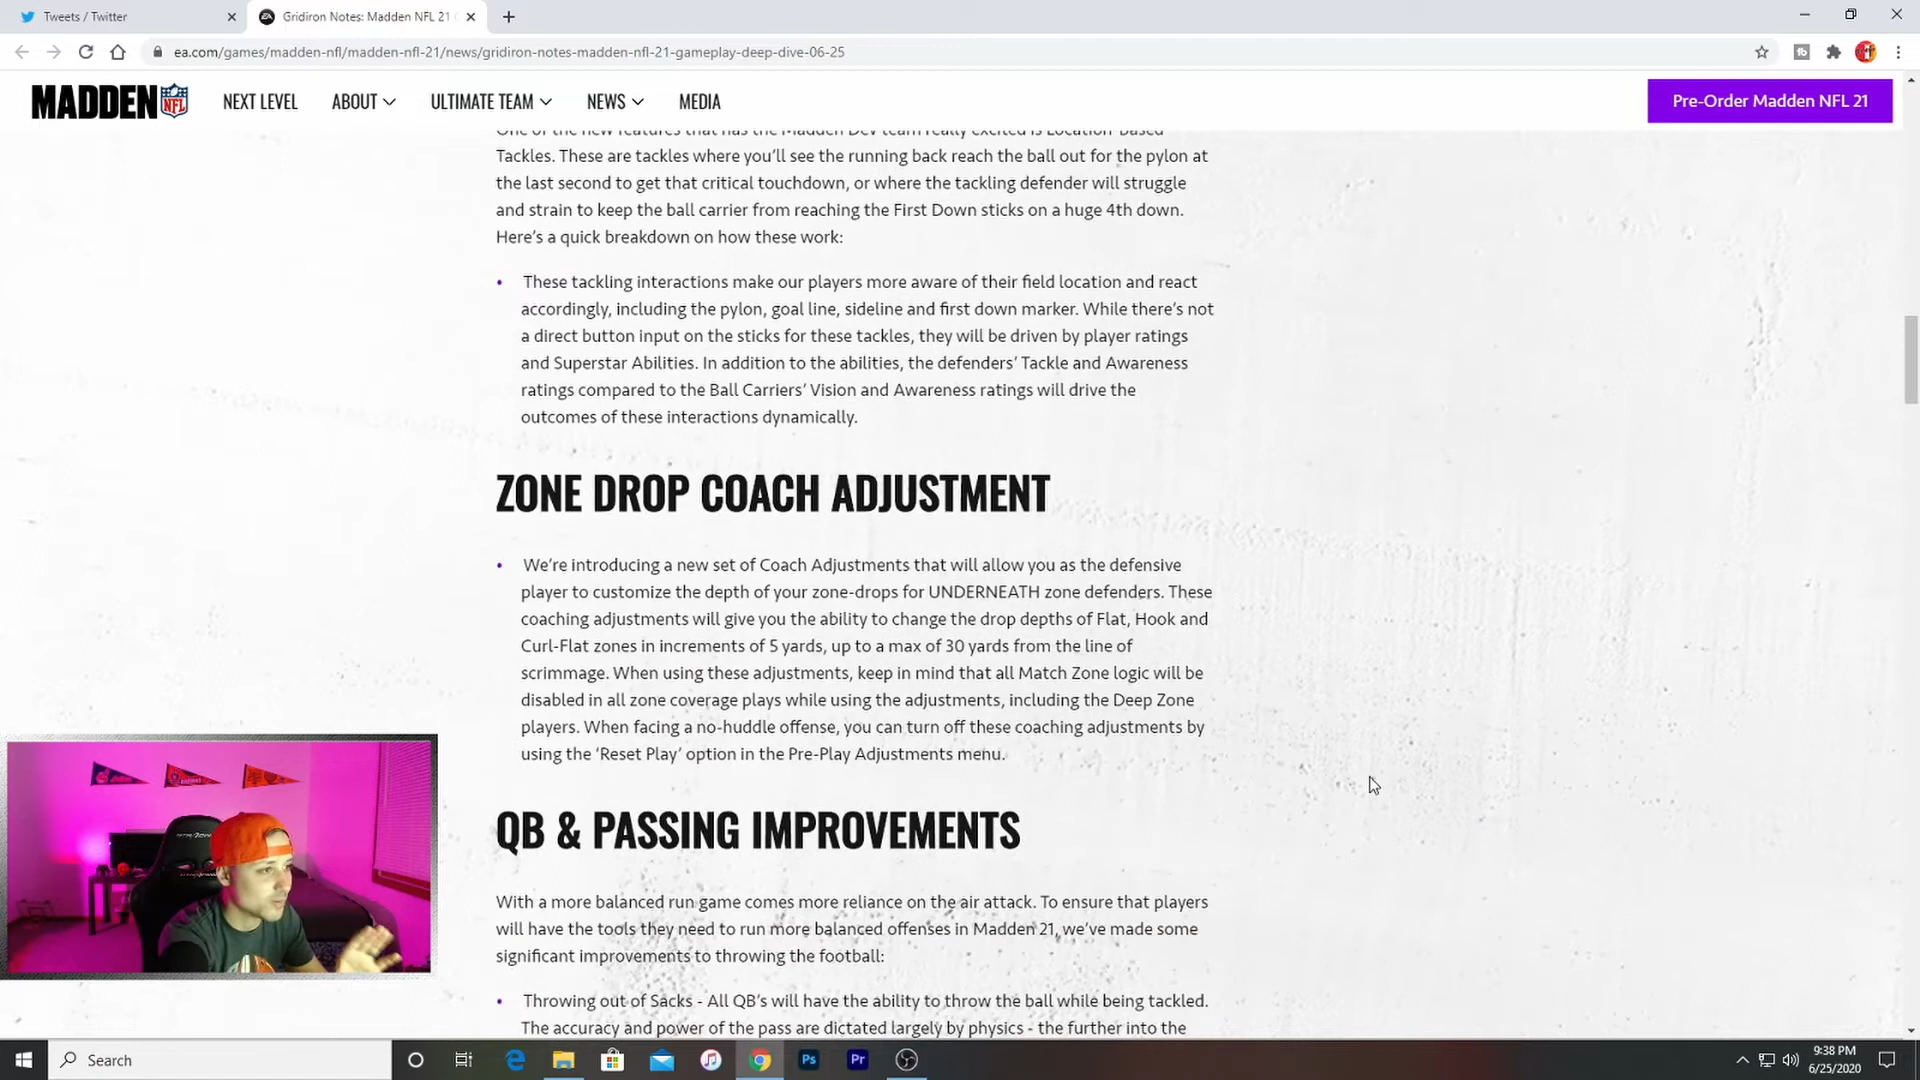 Tweets / Twitter
Gridiron Notes: Madden NFL 21
ea.com/games/madden-nfl/madden-nfl-21/news/gridiron-notes-madden-nfl-21-gameplay-deep-dive-06-25
MADDEN NFL
NEXT LEVEL
ABOUT
ULTIMATE TEAM
NEWS
MEDIA
Pre-Order Madden NFL 21
One of the new features that has the Madden Dev team really excited is Location-Based
Tackles. These are tackles where you'll see the running back reach the ball out for the pylon at
the last second to get that critical touchdown, or where the tackling defender will struggle
and strain to keep the ball carrier from reaching the First Down sticks on a huge 4th down.
Here's a quick breakdown on how these work:
• These tackling interactions make our players more aware of their field location and react
accordingly, including the pylon, goal line, sideline and first down marker. While there's not
a direct button input on the sticks for these tackles, they will be driven by player ratings
and Superstar Abilities. In addition to the abilities, the defenders' Tackle and Awareness
ratings compared to the Ball Carriers' Vision and Awareness ratings will drive the
outcomes of these interactions dynamically.
ZONE DROP COACH ADJUSTMENT
• We're introducing a new set of Coach Adjustments that will allow you as the defensive
player to customize the depth of your zone-drops for UNDERNEATH zone defenders. These
coaching adjustments will give you the ability to change the drop depths of Flat, Hook and
Curl-Flat zones in increments of 5 yards, up to a max of 30 yards from the line of
scrimmage. When using these adjustments, keep in mind that all Match Zone logic will be
disabled in all zone coverage plays while using the adjustments, including the Deep Zone
players. When facing a no-huddle offense, you can turn off these coaching adjustments by
using the 'Reset Play' option in the Pre-Play Adjustments menu.
QB & PASSING IMPROVEMENTS
With a more balanced run game comes more reliance on the air attack. To ensure that players
will have the tools they need to run more balanced offenses in Madden 21, we've made some
significant improvements to throwing the football:
• Throwing out of Sacks - All QB's will have the ability to throw the ball while being tackled.
The accuracy and power of the pass are dictated largely by physics - the further into the
Search
Ps
Pr
9:38 PM
6/25/2020